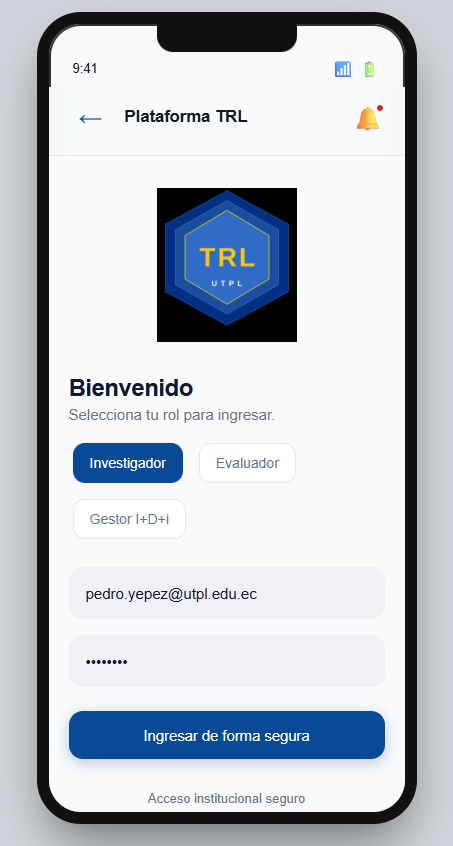 9:41
Plataforma TRL
TRL
UTPL
Bienvenido
Selecciona tu rol para ingresar.
Investigador Evaluador
Gestor I+D+i
pedro.yepez@utpl.edu.ec
••••••••
Ingresar de forma segura
Acceso institucional seguro